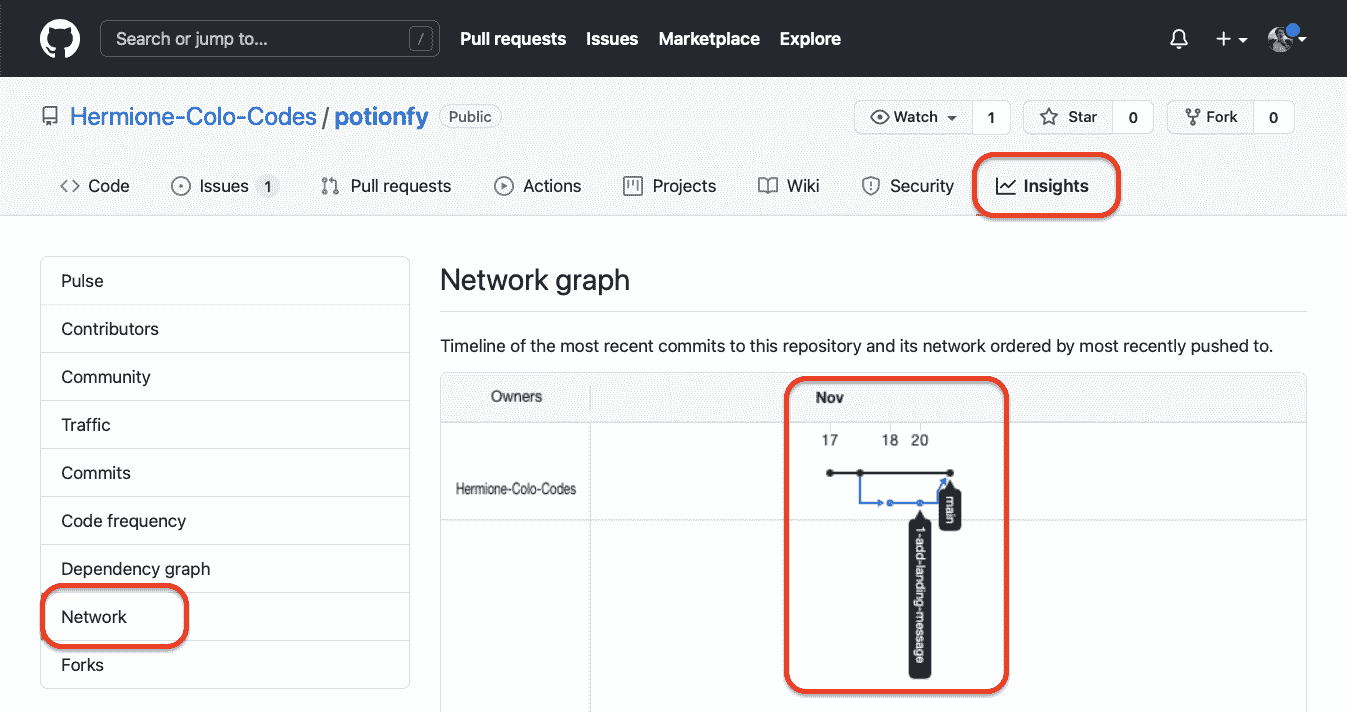 Search or jump to... /
Pull requests Issues Marketplace Explore
Hermione-Colo-Codes / potionfy Public
Watch 1 Star 0 Fork 0
Code Issues 1 Pull requests Actions Projects Wiki Security Insights
Pulse
Contributors
Community
Traffic
Commits
Code frequency
Dependency graph
Network
Forks
Network graph
Timeline of the most recent commits to this repository and its network ordered by most recently pushed to.
Owners Nov
17 18 20
Hermione-Colo-Codes
main
1-add-landing-message